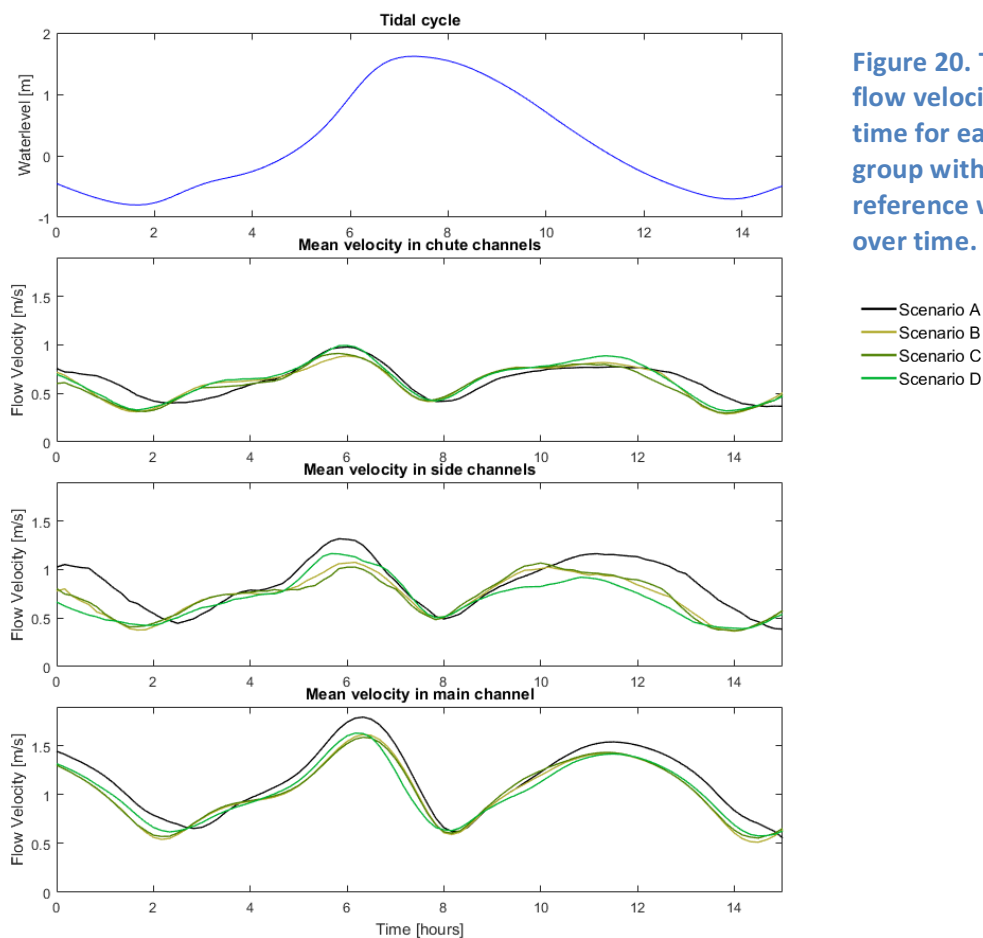 Tidal cycle
2
1
0
-1
Waterlevel [m]
0 2 4 6 8 10 12 14
Mean velocity in chute channels
1.5
1
0.5
0
Flow Velocity [m/s]
0 2 4 6 8 10 12 14
Mean velocity in side channels
1.5
1
0.5
0
Flow Velocity [m/s]
0 2 4 6 8 10 12 14
Mean velocity in main channel
1.5
1
0.5
0
Flow Velocity [m/s]
0 2 4 6 8 10 12 14
Time [hours]
Figure 20.
flow
time for
group with
reference
over time.
Scenario A
Scenario B
Scenario C
Scenario D